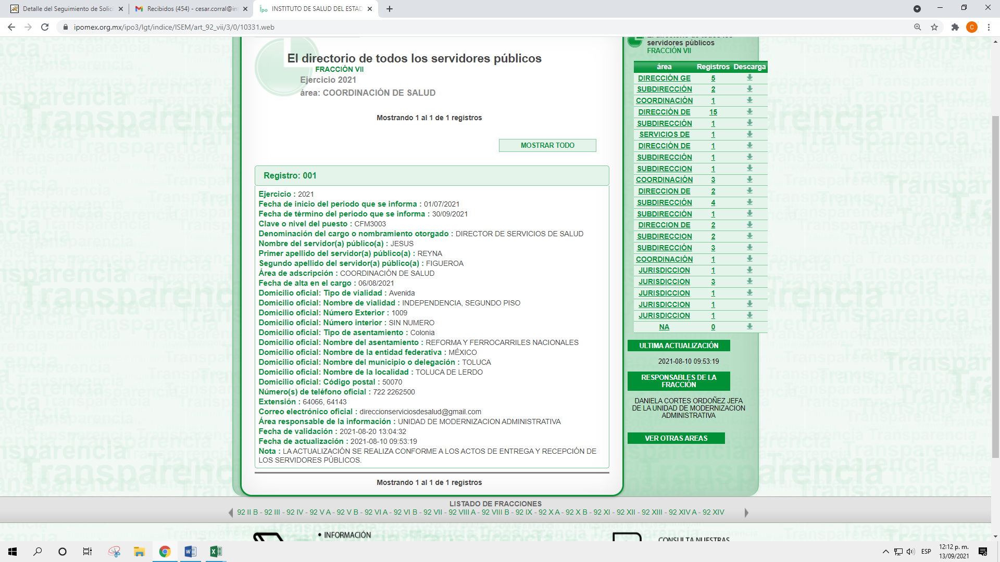 Detalle del Seguimiento de Solici
Recibidos (454) - cesar.corral@in
ipo INSTITUTO DE SALUD DEL ESTAD
ipomex.org.mx/ipo3/lgt/indice/ISEM/art_92_vii/3/0/10331.web
C
El directorio de todos los servidores públicos
FRACCIÓN VII
Ejercicio 2021
área: COORDINACIÓN DE SALUD
Mostrando 1 al 1 de 1 registros
MOSTRAR TODO
Registro: 001
Ejercicio : 2021
Fecha de inicio del periodo que se informa : 01/07/2021
Fecha de término del periodo que se informa : 30/09/2021
Clave o nivel del puesto : CFM3003
Denominación del cargo o nombramiento otorgado : DIRECTOR DE SERVICIOS DE SALUD
Nombre del servidor(a) público(a) : JESUS
Primer apellido del servidor(a) público(a) : REYNA
Segundo apellido del servidor(a) público(a) : FIGUEROA
Área de adscripción : COORDINACIÓN DE SALUD
Fecha de alta en el cargo : 06/08/2021
Domicilio oficial: Tipo de vialidad : Avenida
Domicilio oficial: Nombre de vialidad : INDEPENDENCIA, SEGUNDO PISO
Domicilio oficial: Número Exterior : 1009
Domicilio oficial: Número interior : SIN NUMERO
Domicilio oficial: Tipo de asentamiento : Colonia
Domicilio oficial: Nombre del asentamiento : REFORMA Y FERROCARRILES NACIONALES
Domicilio oficial: Nombre de la entidad federativa : MÉXICO
Domicilio oficial: Nombre del municipio o delegación : TOLUCA
Domicilio oficial: Nombre de la localidad : TOLUCA DE LERDO
Domicilio oficial: Código postal : 50070
Número(s) de teléfono oficial : 722 2262500
Extensión : 64066, 64143
Correo electrónico oficial : direccionserviciosdesalud@gmail.com
Área responsable de la información : UNIDAD DE MODERNIZACION ADMINISTRATIVA
Fecha de validación : 2021-08-20 13:04:32
Fecha de actualización : 2021-08-10 09:53:19
Nota : LA ACTUALIZACIÓN SE REALIZA CONFORME A LOS ACTOS DE ENTREGA Y RECEPCIÓN DE
LOS SERVIDORES PÚBLICOS.
Mostrando 1 al 1 de 1 registros
servidores públicos
FRACCIÓN VII
área Registros Descarga
DIRECCIÓN GE 5
SUBDIRECCIÓN 2
COORDINACIÓN 1
DIRECCIÓN DE 15
SUBDIRECCIÓN 1
SERVICIOS DE 1
DIRECCIÓN DE 1
SUBDIRECCIÓN 1
SUBDIRECCION 1
COORDINACIÓN 3
DIRECCION DE 2
SUBDIRECCIÓN 4
SUBDIRECCIÓN 1
DIRECCION DE 2
SUBDIRECCION 2
SUBDIRECCIÓN 3
COORDINACIÓN 1
JURISDICCION 1
JURISDICCION 3
JURISDICCION 1
JURISDICCION 1
JURISDICCION 1
NA 0
ULTIMA ACTUALIZACIÓN
2021-08-10 09:53:19
RESPONSABLES DE LA
FRACCIÓN
DANIELA CORTES ORDOÑEZ JEFA
DE LA UNIDAD DE MODERNIZACION
ADMINISTRATIVA
VER OTRAS AREAS
LISTADO DE FRACCIONES
92 II B - 92 III - 92 IV - 92 V A - 92 V B - 92 VI A - 92 VI B - 92 VII - 92 VIII A - 92 VIII B - 92 IX - 92 X A - 92 X B - 92 XI - 92 XII - 92 XIII - 92 XIV A - 92 XIV
• INFORMACIÓN
CONSULTA NUESTRAS
ESP
12:12 p. m.
13/09/2021